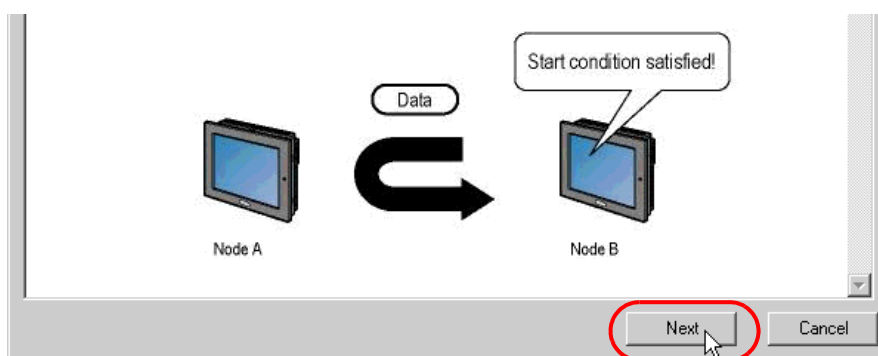 Start condition satisfied!
Data
Node A
Node B
Next
Cancel